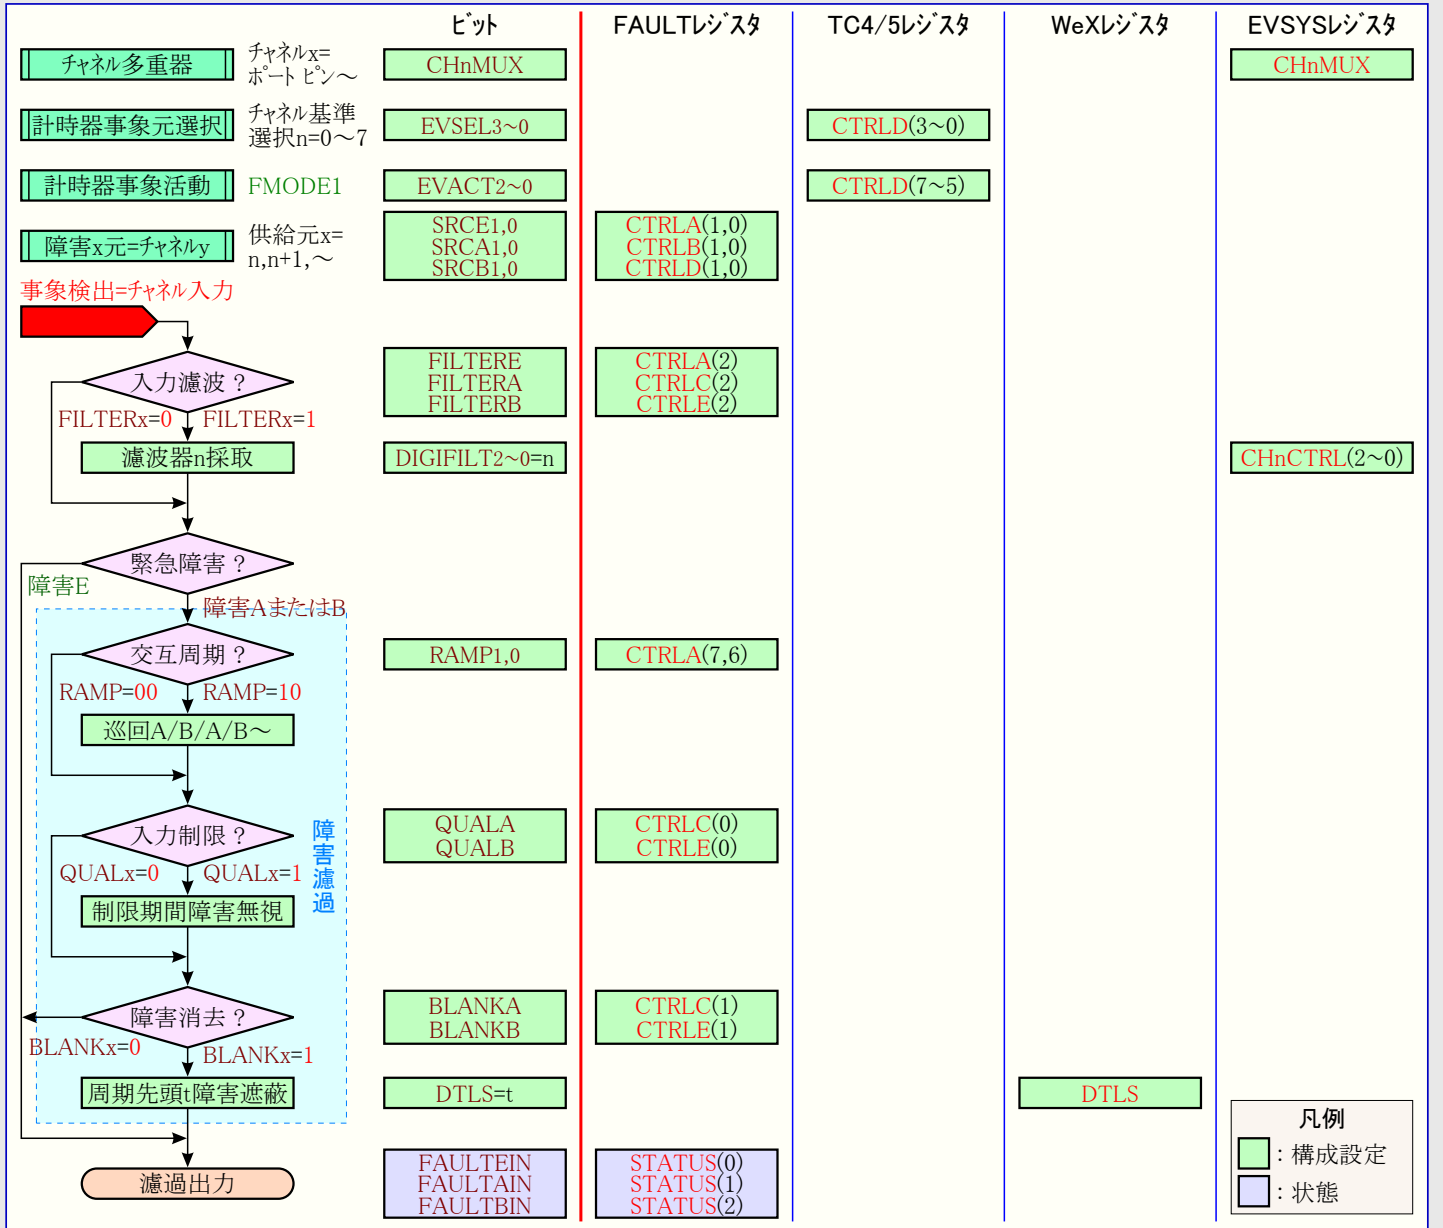 ビット FAULTレジスタ TC4/5レジスタ WeXレジスタ EVSYSレジスタ
チャネル多重器 チャネルx= CHnMUX CHnMUX
ポート ピン～
計時器事象元選択 チャネル基準 EVSEL3~0 CTRLD(3~0)
選択n=0～7
計時器事象活動 FMODE1 EVACT2~0 CTRLD(7~5)
障害x元=チャネルy 供給元x=
n,n+1,～
SRCE1,0 CTRLA(1,0)
SRCA1,0 CTRLB(1,0)
SRCB1,0 CTRLD(1,0)
事象検出=チャネル入力
入力濾波 ?
FILTERE CTRLA(2)
FILTERA CTRLC(2)
FILTERB CTRLE(2)
FILTERx=0 FILTERx=1
濾波器n採取 DIGIFILT2~0=n CHnCTRL(2~0)
緊急障害 ?
障害E
障害AまたはB
交互周期 ? RAMP1,0 CTRLA(7,6)
RAMP=00 RAMP=10
巡回A/B/A/B～
入力制限 ?
QUALA CTRLC(0)
QUALB CTRLE(0)
QUALx=0 QUALx=1
障害濾過
制限期間障害無視
障害消去 ?
BLANKA CTRLC(1)
BLANKB CTRLE(1)
BLANKx=0 BLANKx=1
周期先頭t障害遮蔽 DTLS=t DTLS
濾過出力
FAULTEIN STATUS(0)
FAULTAIN STATUS(1)
FAULTBIN STATUS(2)
凡例
: 構成設定
: 状態